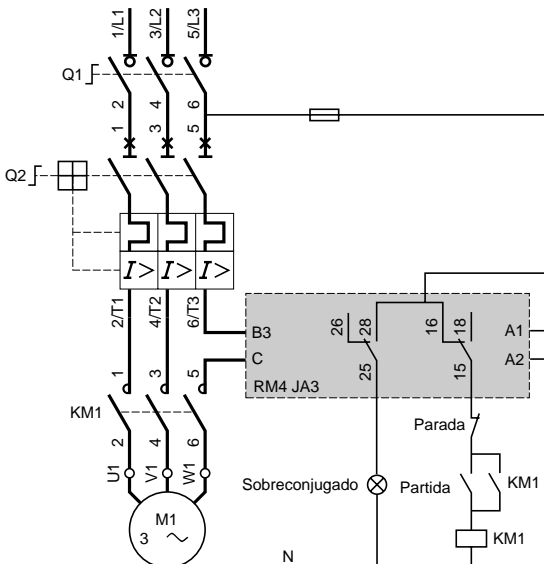 1/L1 3/L2 5/L3
Q1
2 4 6
1 3 5
Q2
I> I> I>
2/T1 4/T2 6/T3
B3
C
RM4 JA3
26 28
25
16 18
15
A1
A2
1 3 5
KM1
2 4 6
U1 V1 W1
M1
3
Parada
Sobreconjugado
Partida
KM1
KM1
N